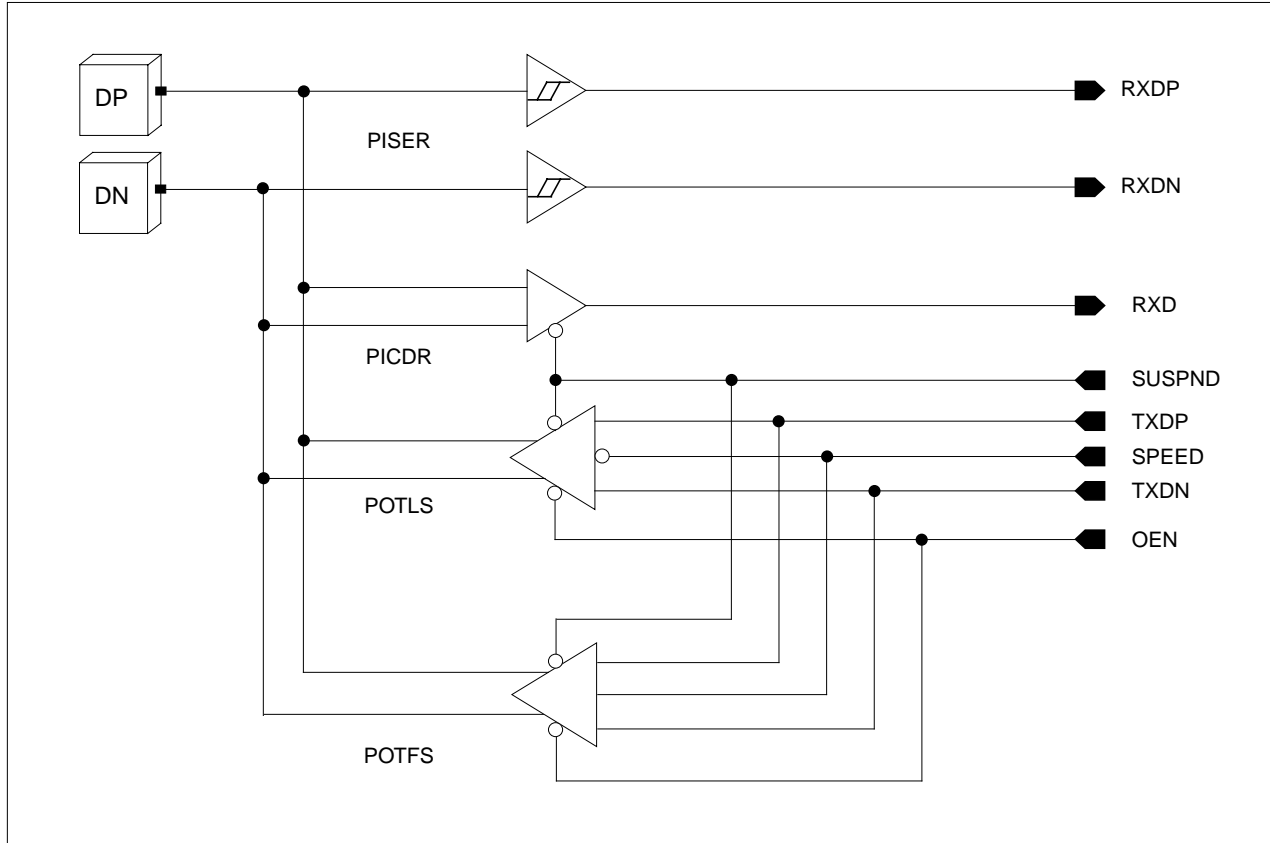 DP
RXDP
PISER
DN
RXDN
RXD
PICDR
SUSPND
TXDP
SPEED
TXDN
POTLS
OEN
POTFS